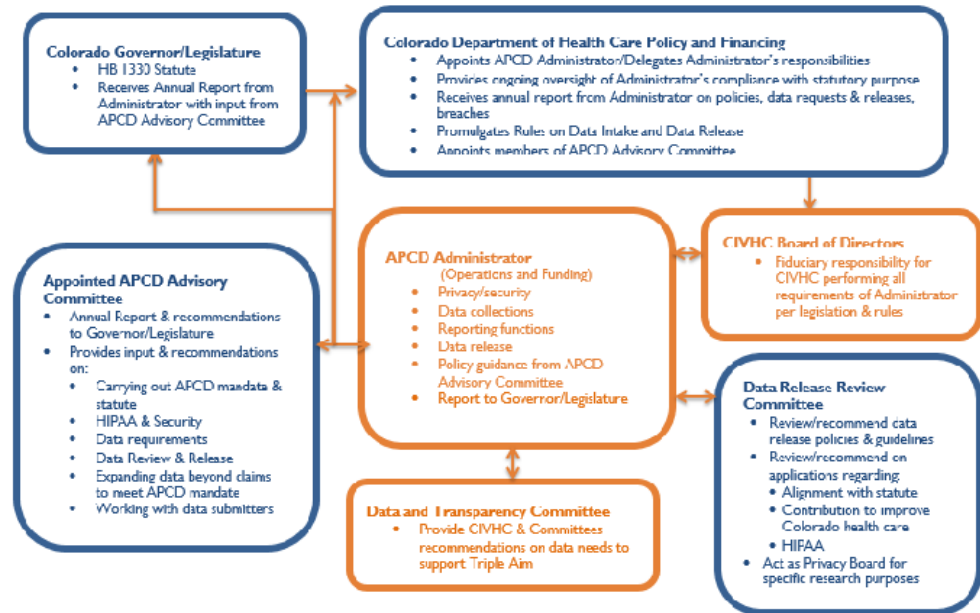 Colorado Governor/Legislature
HB 1330 Statute
Receives Annual Report from
Administrator with input from
APCD Advisory Committee
Colorado Department of Health Care Policy and Financing
Appoints APCD Administrator/Delegates Administrator's responsibilities
Provides ongoing oversight of Administrator's compliance with statutory purpose
Receives annual report from Administrator on policies, data requests & releases,
breaches
Promulgates Rules on Data Intake and Data Release
Appoints members of APCD Advisory Committee
Appointed APCD Advisory
Committee
Annual Report & recommendations
to Governor/Legislature
Provides input & recommendations
on:
Carrying out APCD mandate &
statute
HIPAA & Security
Data requirements
Data Review & Release
Expanding data beyond claims
to meet APCD mandate
Working with data submitters
APCD Administrator
(Operations and Funding)
Privacy/security
Data collections
Reporting functions
Data release
Policy guidance from APCD
Advisory Committee
Report to Governor/Legislature
CIVHC Board of Directors
Fiduciary responsibility for
CIVHC performing all
requirements of Administrator
per legislation & rules
Data and Transparency Committee
Provide CIVHC & Committees
recommendations on data needs to
support Triple Aim
Data Release Review
Committee
Review/recommend data
release policies & guidelines
Review/recommend on
applications regarding:
Alignment with statute
Contribution to improve
Colorado health care
HIPAA
Act as Privacy Board for
specific research purposes